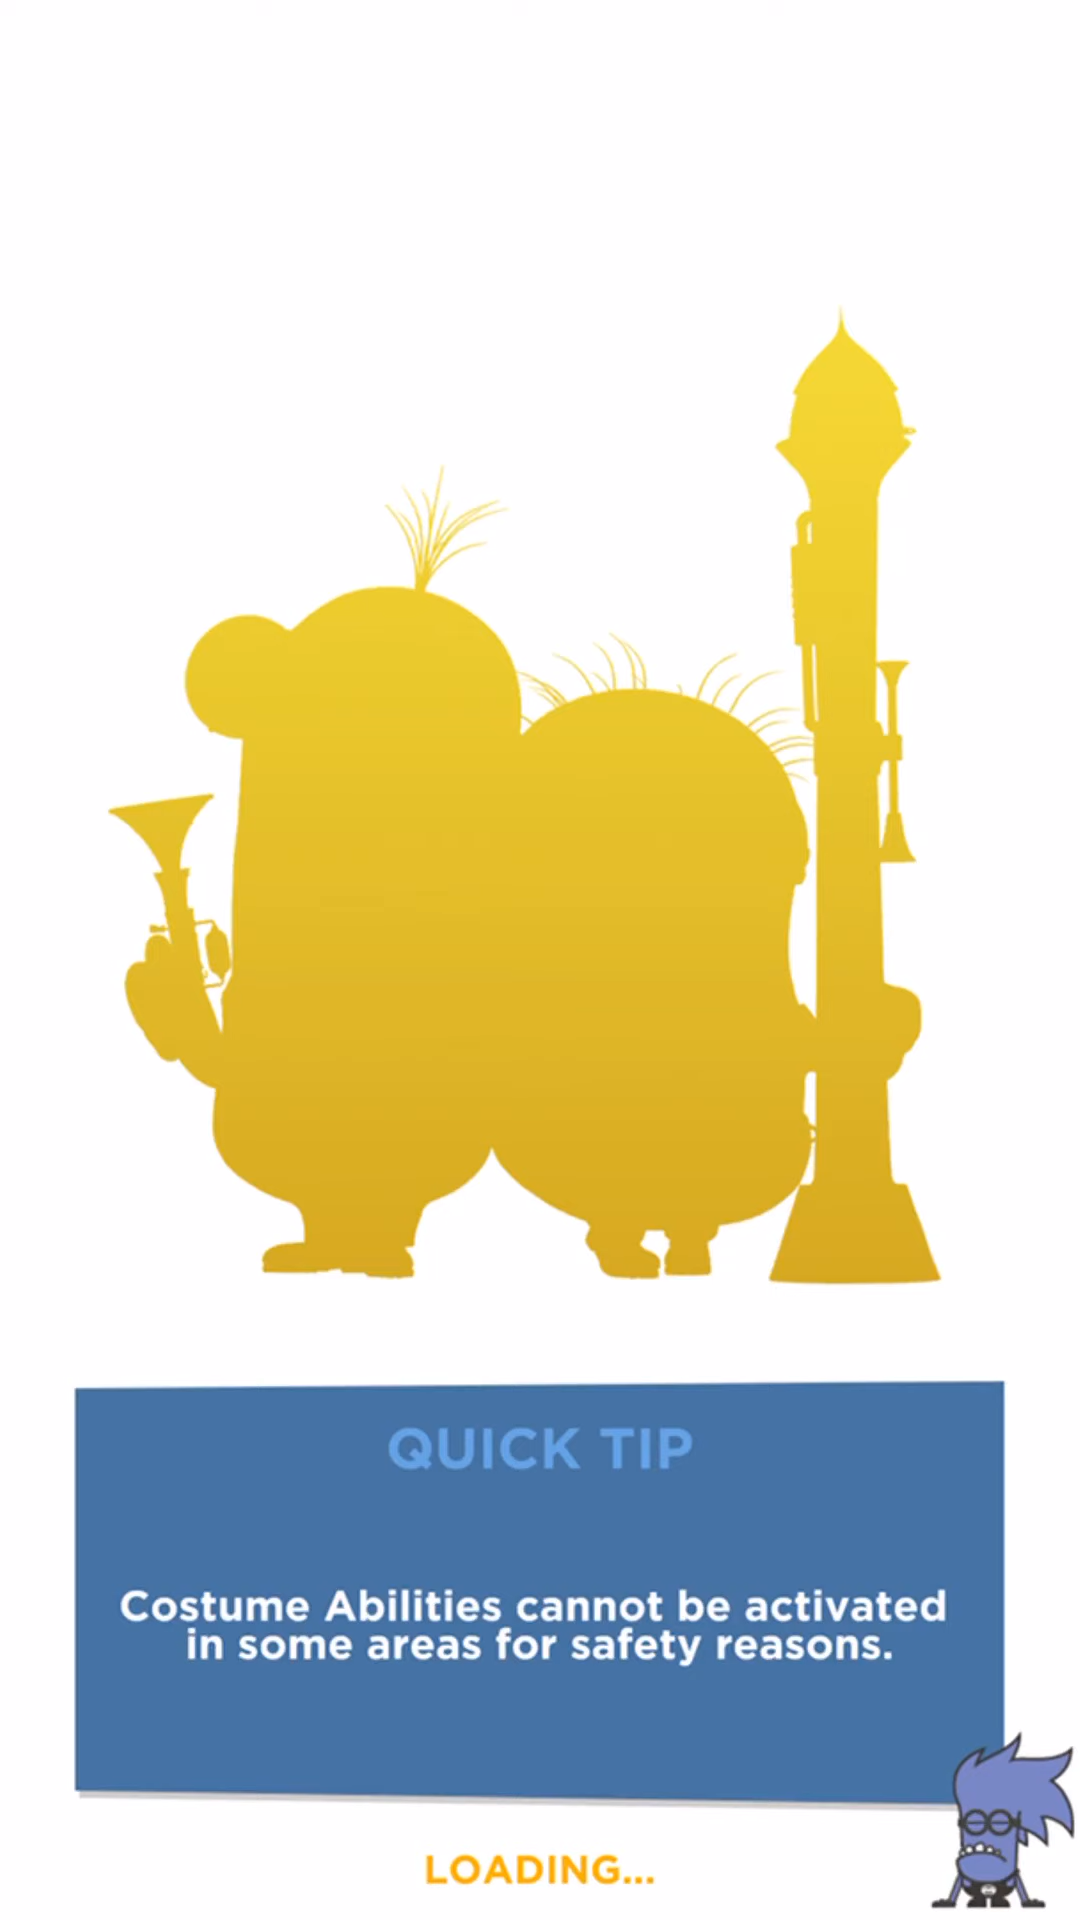 QUICK TIP
Costume Abilities cannot be activated
in some areas for safety reasons.
LOADING...